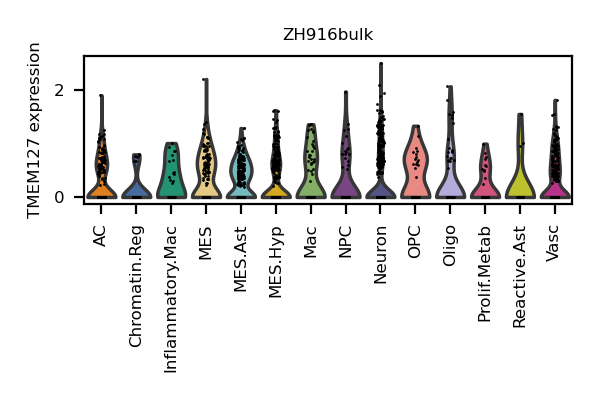 ZH916bulk
TMEM127 expression
2
0
AC
Chromatin.Reg
Inflammatory.Mac
MES
MES.Ast
MES.Hyp
Mac
NPC
Neuron
OPC
Oligo
Prolif.Metab
Reactive.Ast
Vasc